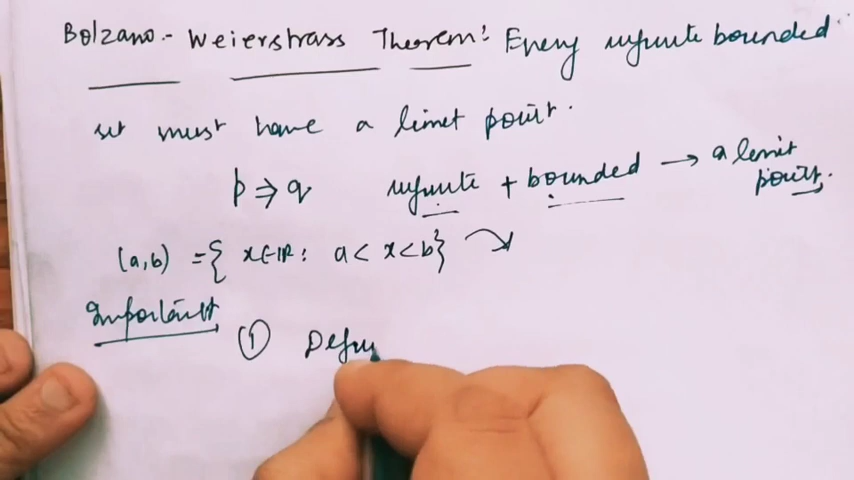 Bolzano - Weierstrass Theorem: Every infinite bounded
set must have a limit point.
p ⇒ q infinite + bounded → a limit point.
(a,b) = { x∈ℝ : a < x < b }
Important
① Defin